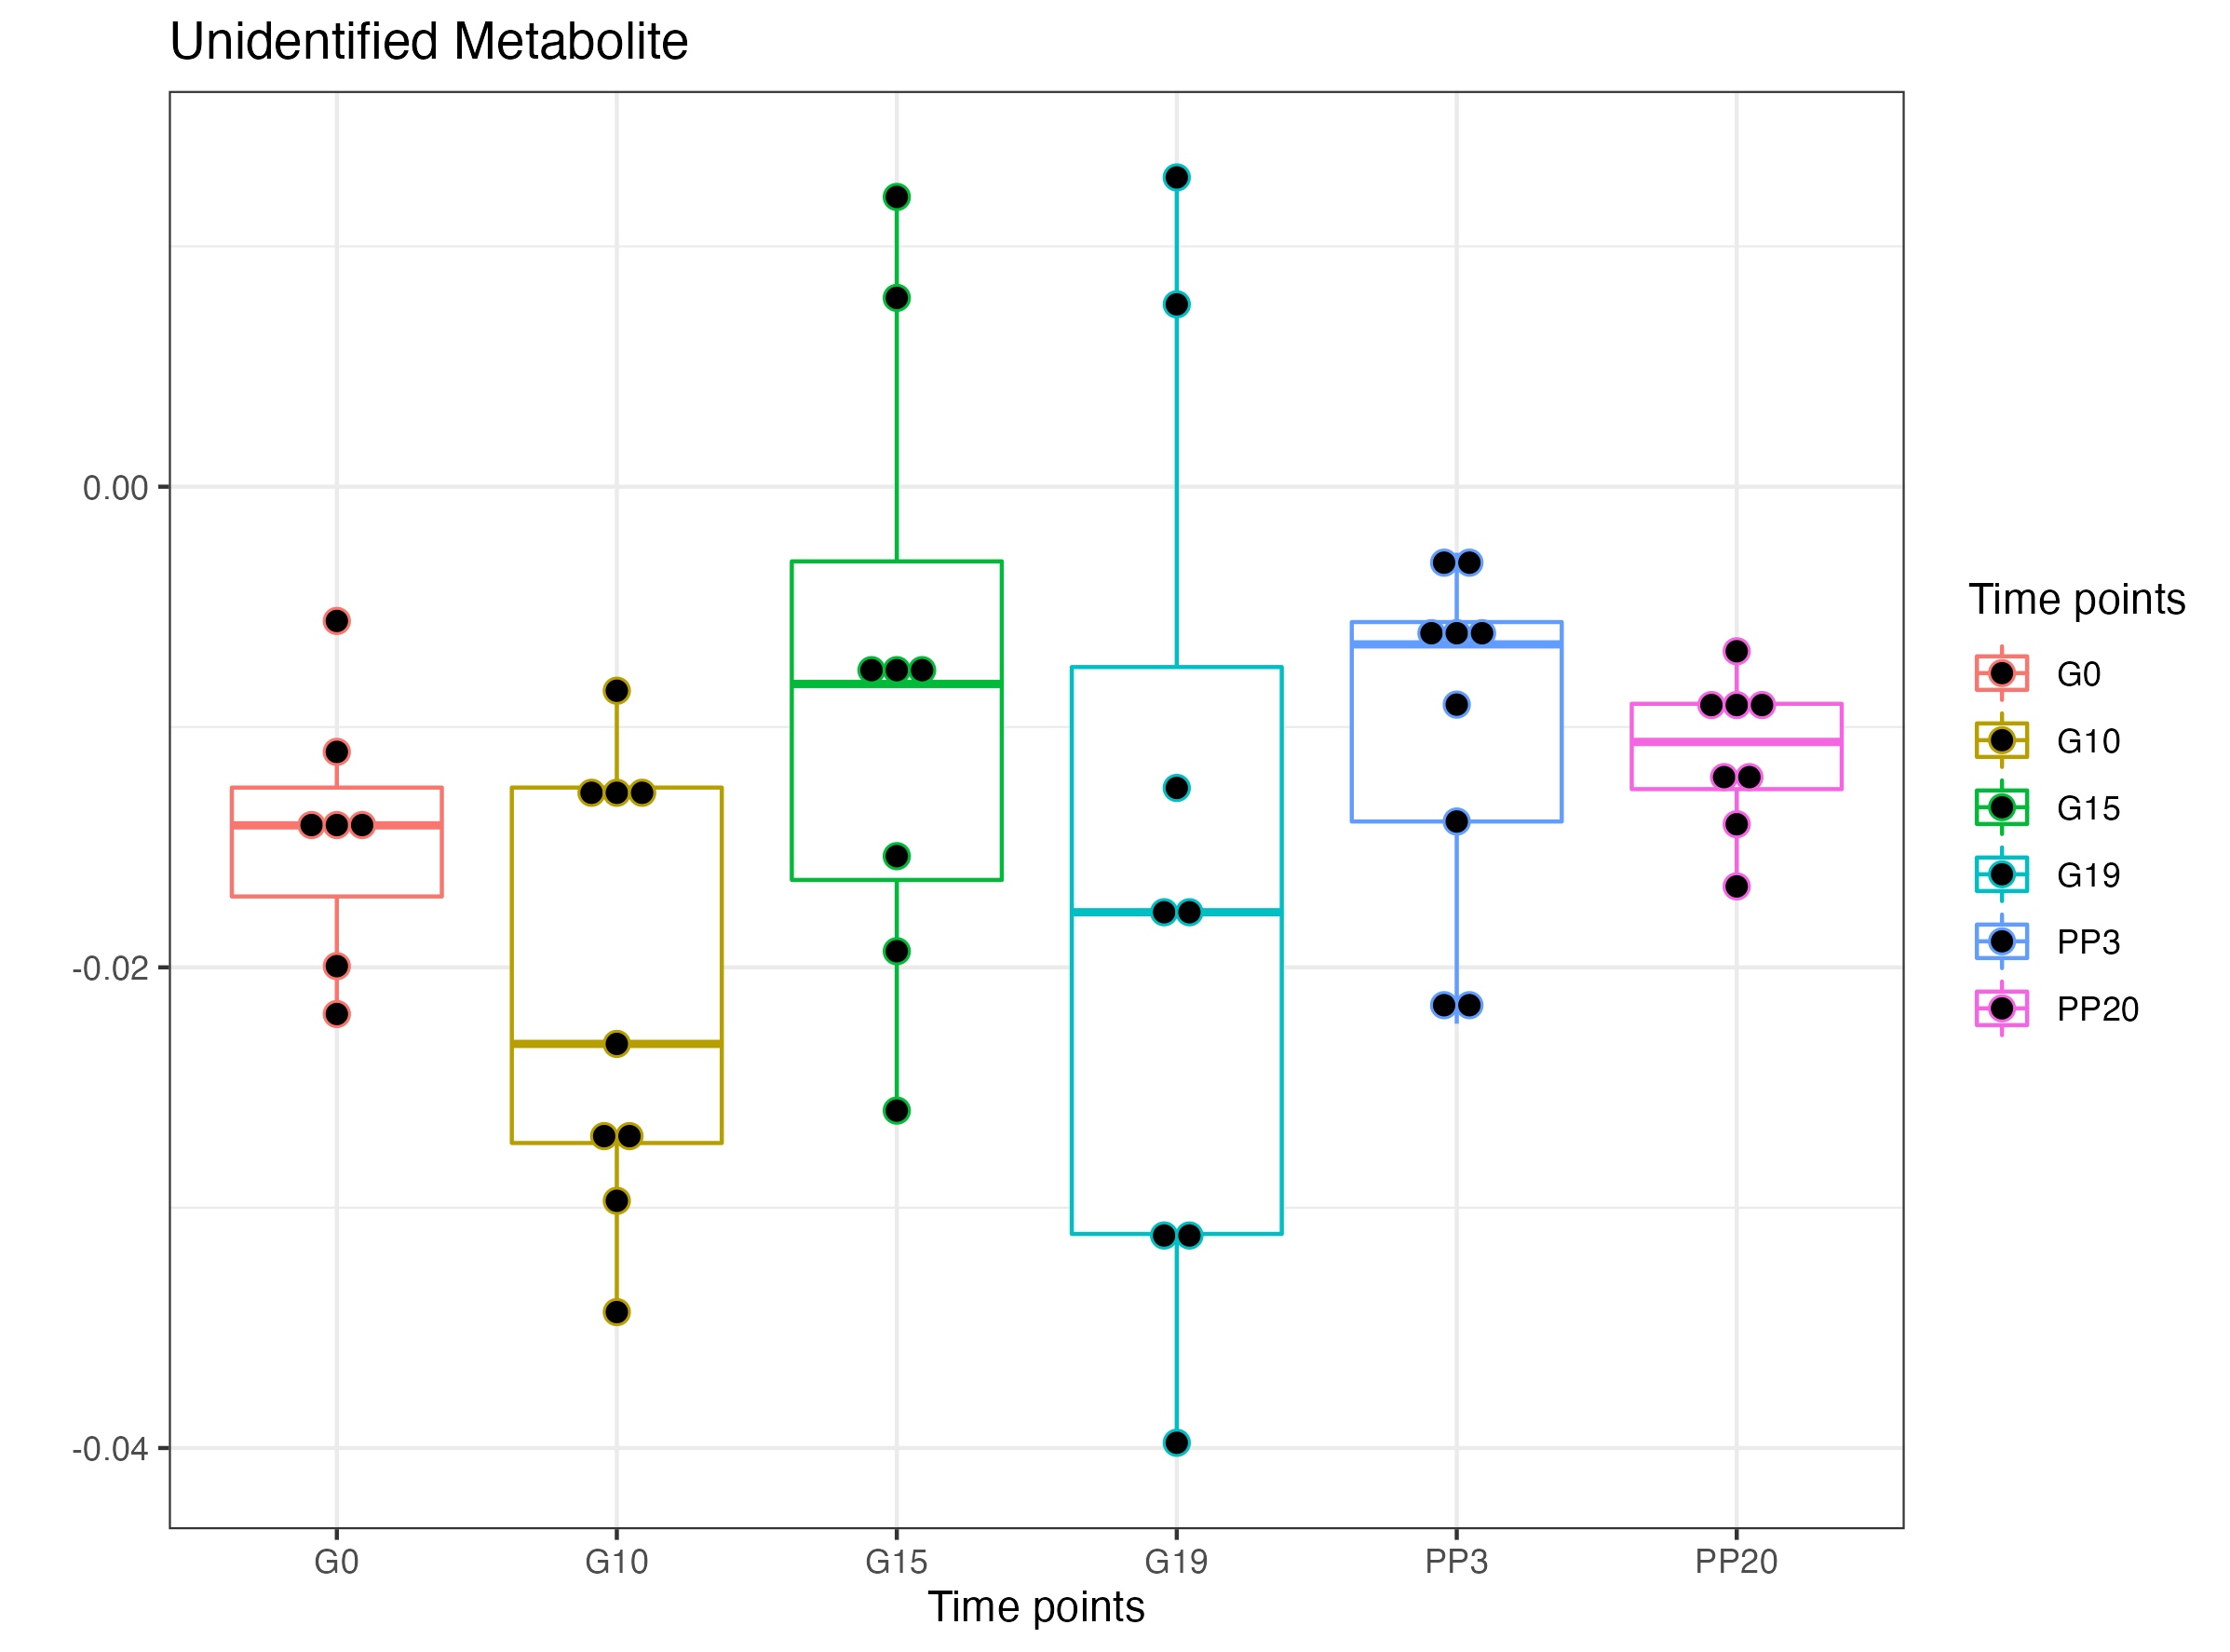 Unidentified Metabolite
0.00
-0.02
-0.04
G0 G10 G15 G19 PP3 PP20
Time points
Time points
G0
G10
G15
G19
PP3
PP20